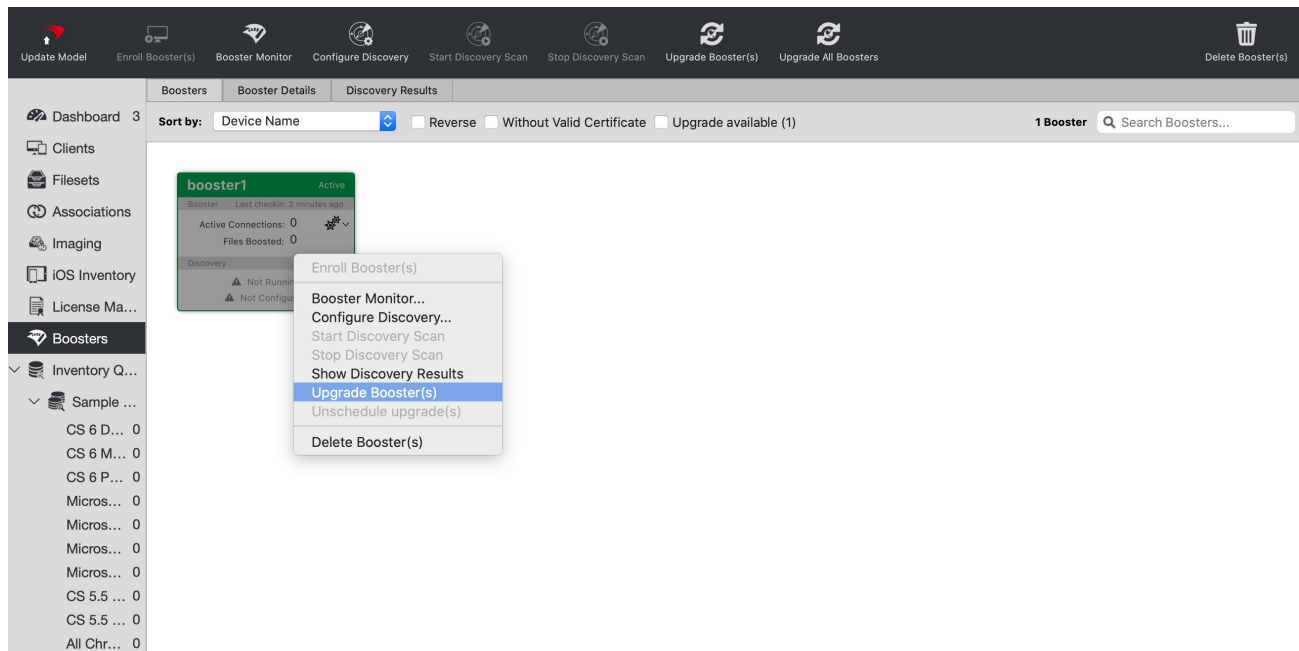 Update Model Enroll Booster(s) Booster Monitor Configure Discovery Start Discovery Scan Stop Discovery Scan Upgrade Booster(s) Upgrade All Boosters Delete Booster(s)
Boosters Booster Details Discovery Results
Sort by: Device Name Reverse Without Valid Certificate Upgrade available (1) 1 Booster Search Boosters...
Dashboard 3
Clients
Filesets
Associations
Imaging
iOS Inventory
License Ma...
Boosters
Inventory Q...
Sample ...
CS 6 D... 0
CS 6 M... 0
CS 6 P... 0
Micros... 0
Micros... 0
Micros... 0
Micros... 0
CS 5.5 ... 0
CS 5.5 ... 0
All Chr... 0
booster1 Active
Booster Last checkin: 2 minutes ago
Active Connections: 0
Files Boosted: 0
Discovery
Not Runnin
Not Configu
Enroll Booster(s)
Booster Monitor...
Configure Discovery...
Start Discovery Scan
Stop Discovery Scan
Show Discovery Results
Upgrade Booster(s)
Unschedule upgrade(s)
Delete Booster(s)